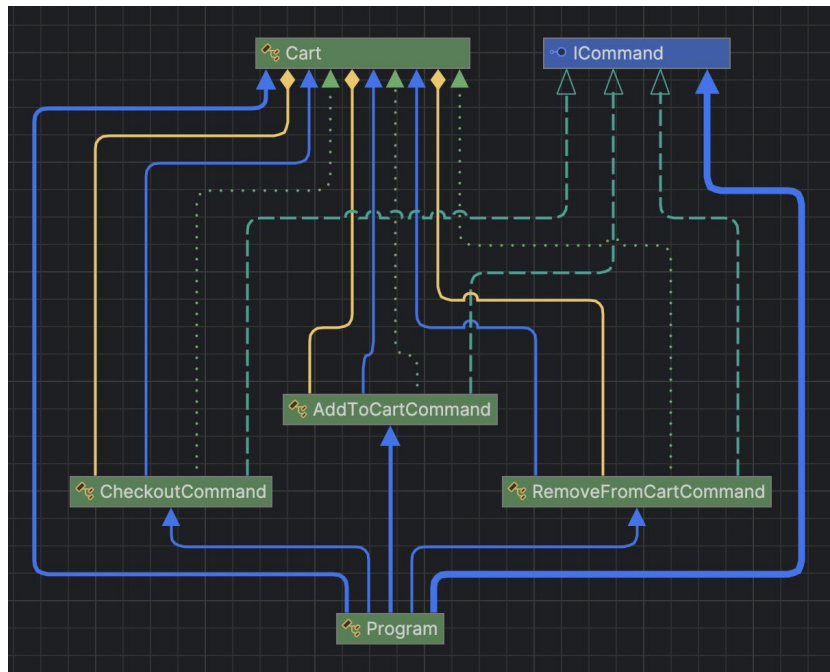 Cart
ICommand
AddToCartCommand
CheckoutCommand
RemoveFromCartCommand
Program